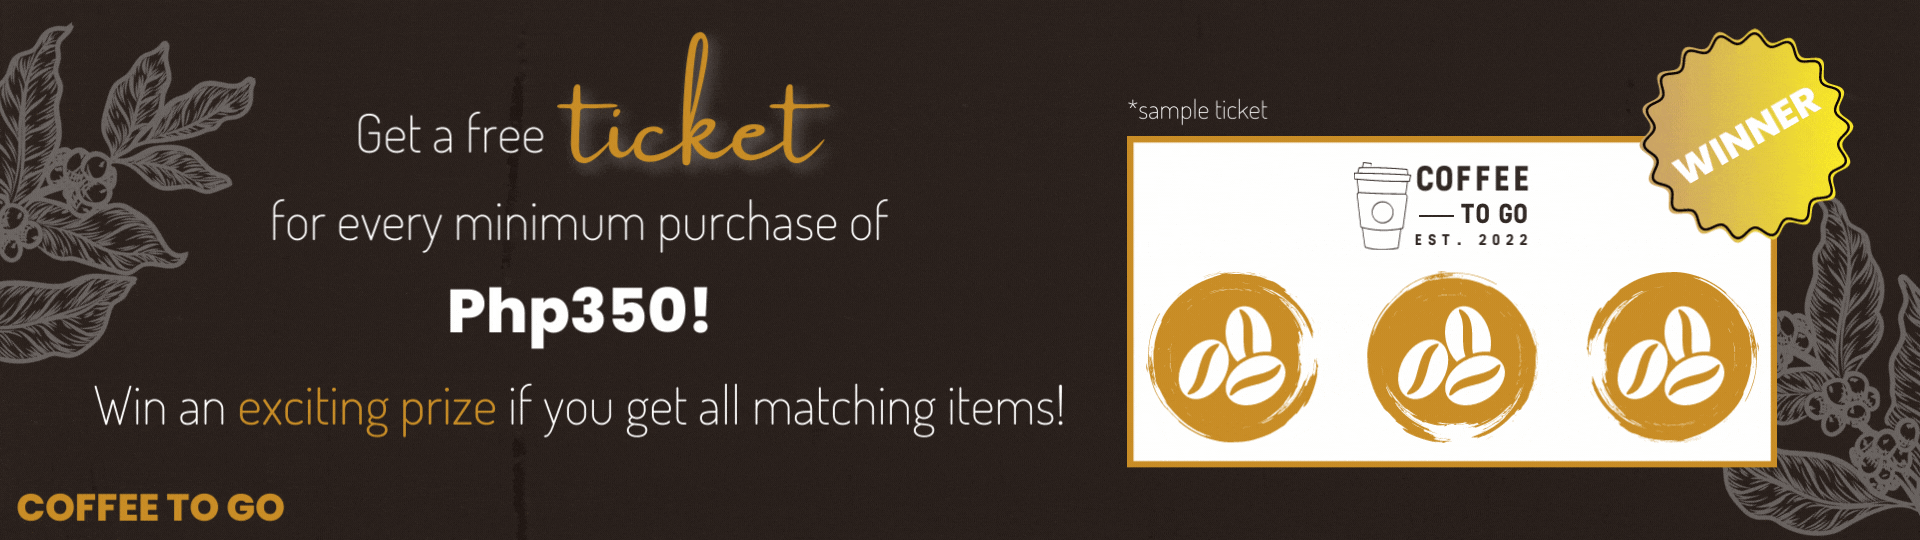 Get a free ticket
for every minimum purchase of
Php350!
Win an exciting prize if you get all matching items!
COFFEE TO GO
*sample ticket
COFFEE
TO GO
EST. 2022
WINNER